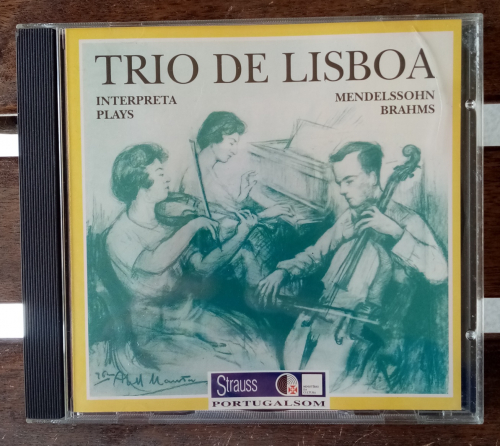 TRIO DE LISBOA
INTERPRETA
PLAYS
MENDELSSOHN
BRAHMS
Strauss
PORTUGALSOM